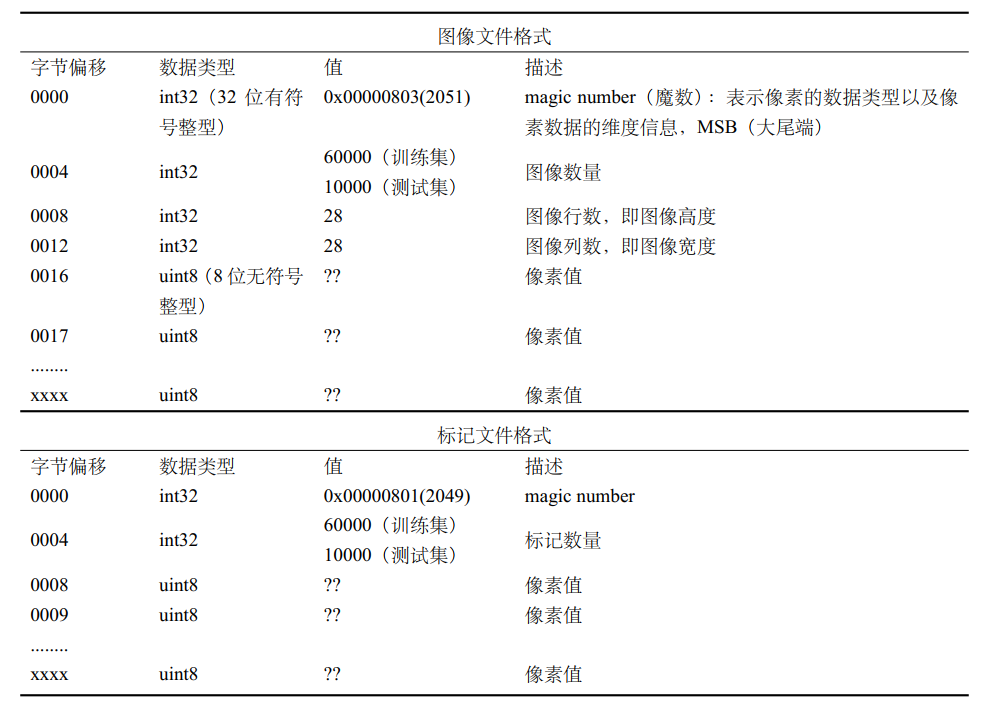 图像文件格式
字节偏移 数据类型 值 描述
0000 int32（32 位有符号整型） 0x00000803(2051) magic number（魔数）：表示像素的数据类型以及像素数据的维度信息，MSB（大尾端）
0004 int32 60000（训练集） 10000（测试集） 图像数量
0008 int32 28 图像行数，即图像高度
0012 int32 28 图像列数，即图像宽度
0016 uint8（8 位无符号整型） ?? 像素值
0017 uint8 ?? 像素值
........
xxxx uint8 ?? 像素值
标记文件格式
字节偏移 数据类型 值 描述
0000 int32 0x00000801(2049) magic number
0004 int32 60000（训练集） 10000（测试集） 标记数量
0008 uint8 ?? 像素值
0009 uint8 ?? 像素值
........
xxxx uint8 ?? 像素值